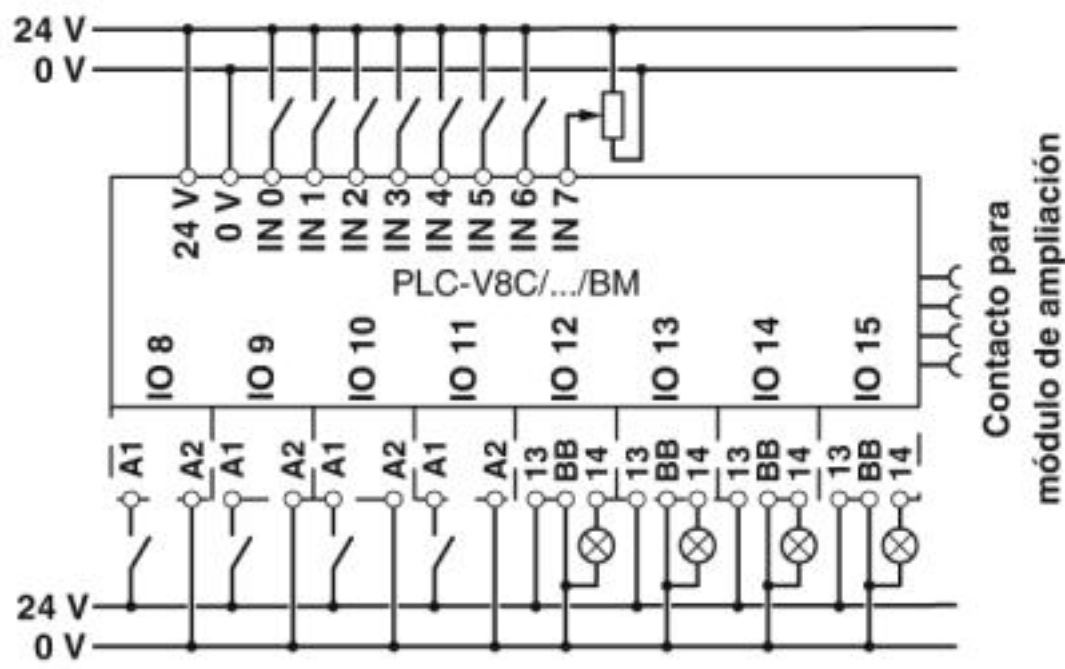 24 V
0 V
24 V
0 V
IN 0
IN 1
IN 2
IN 3
IN 4
IN 5
IN 6
IN 7
PLC-V8C/.../BM
IO 8
IO 9
IO 10
IO 11
IO 12
IO 13
IO 14
IO 15
Contacto para
módulo de ampliación
A1
A2
A1
A2
A1
A2
A1
A2
13
BB
14
13
BB
14
13
BB
14
13
BB
14
24 V
0 V